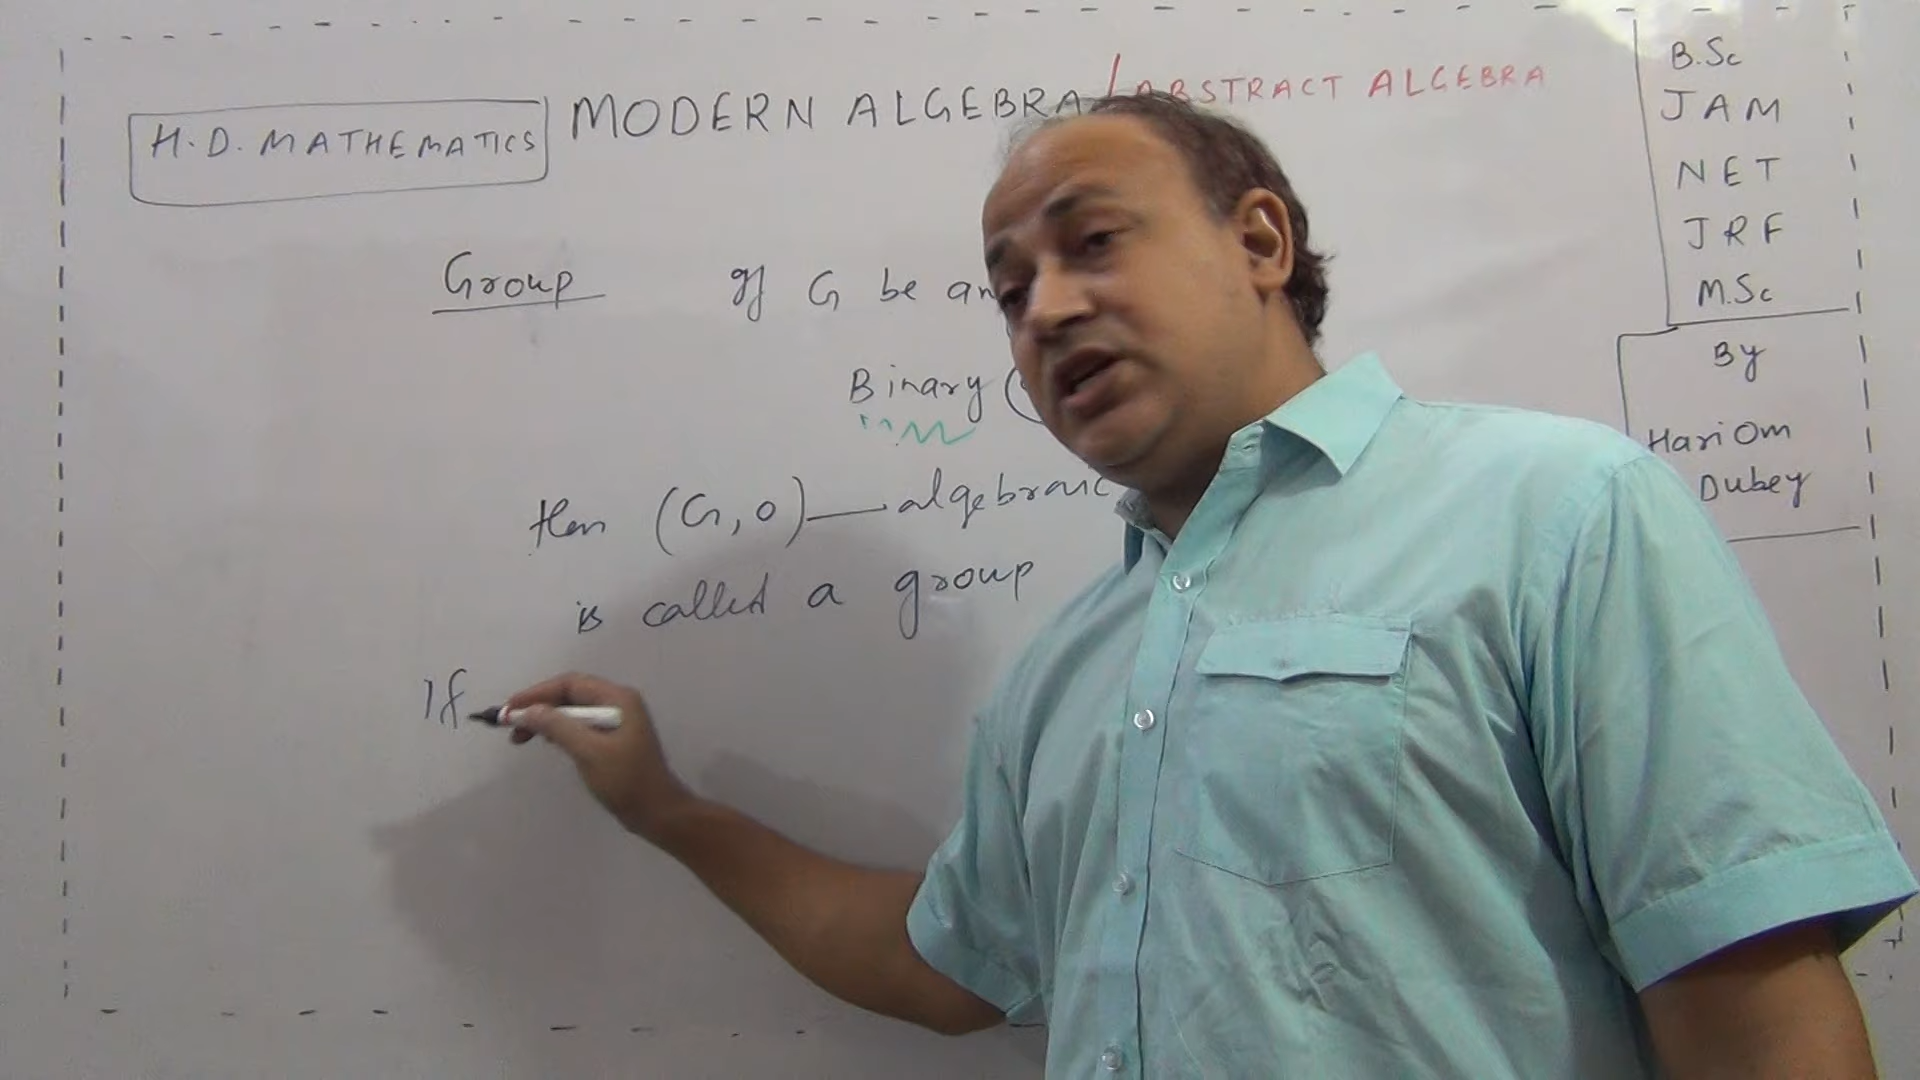 H.D. MATHEMATICS
MODERN ALGEBRA / ABSTRACT ALGEBRA
Group If G be an
Binary (
then (G, o) — algebraic
is called a group
If
B.Sc
JAM
NET
JRF
M.Sc
By
Hari Om
Dubey